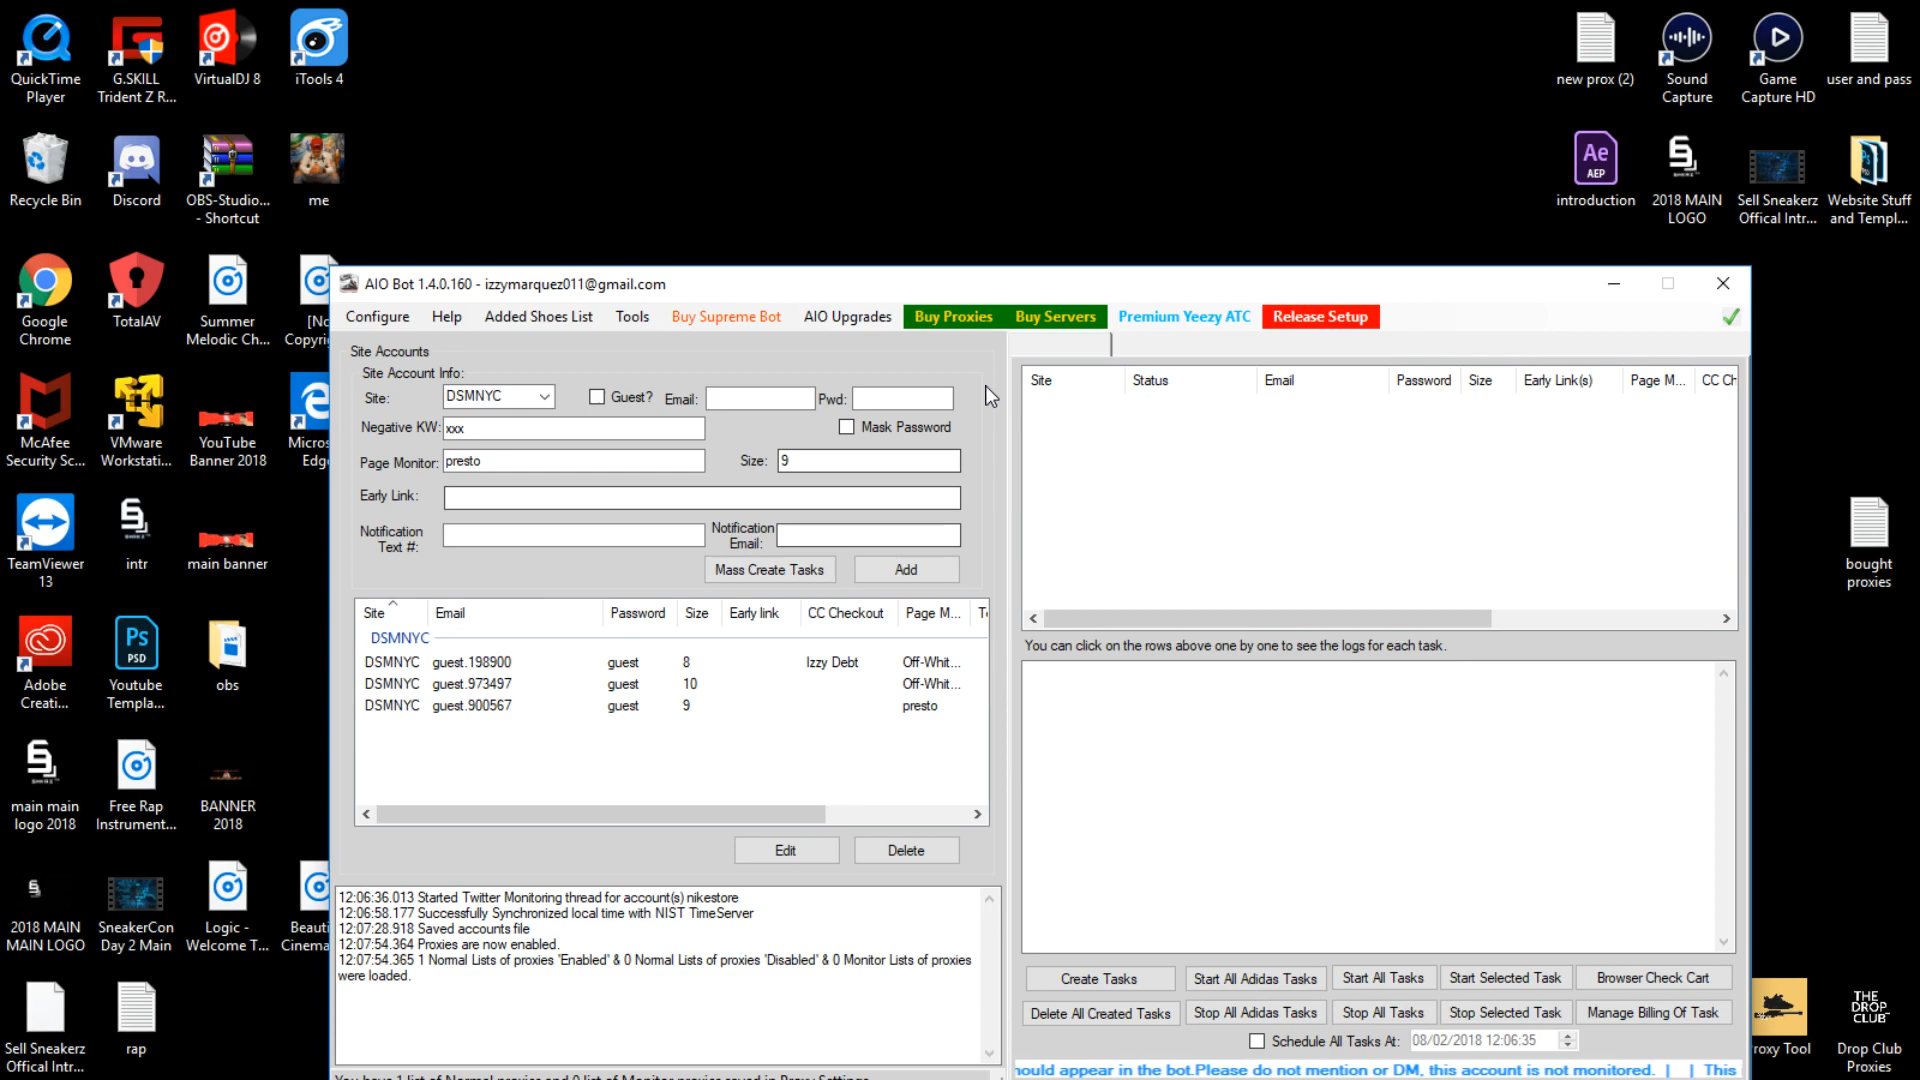 QuickTime
Player
G.SKILL
Trident Z R...
VirtualDJ 8
iTools 4
new prox (2)
Sound
Capture
Game
Capture HD
user and pass
Recycle Bin
Discord
OBS-Studio...
- Shortcut
me
Ae
AEP
introduction
2018 MAIN
LOGO
Sell Sneakerz
Offical Intr...
Website Stuff
and Templ...
Google
Chrome
TotalAV
Summer
Melodic Ch...
[No
Copyri
McAfee
Security Sc...
VMware
Workstati...
YouTube
Banner 2018
Micros
Edg
TeamViewer
13
intr
main banner
bought
proxies
Adobe
Creati...
Ps
PSD
Youtube
Templa...
obs
main main
logo 2018
Free Rap
Instrument...
BANNER
2018
2018 MAIN
MAIN LOGO
SneakerCon
Day 2 Main
Logic -
Welcome T...
Beauti
Cinema
Sell Sneakerz
Offical Intr...
rap
roxy Tool
THE
DROP
CLUB
Drop Club
Proxies
AIO Bot 1.4.0.160 - izzymarquez011@gmail.com
Configure Help Added Shoes List Tools Buy Supreme Bot AIO Upgrades Buy Proxies Buy Servers Premium Yeezy ATC Release Setup
Site Accounts
Site Account Info:
Site: DSMNYC Guest? Email: Pwd:
Negative KW: xxx Mask Password
Page Monitor: presto Size: 9
Early Link:
Notification
Text #:
Notification
Email:
Mass Create Tasks Add
Site Email Password Size Early link CC Checkout Page M...
DSMNYC
DSMNYC guest.198900 guest 8 Izzy Debt Off-Whit...
DSMNYC guest.973497 guest 10 Off-Whit...
DSMNYC guest.900567 guest 9 presto
Edit Delete
12:06:36.013 Started Twitter Monitoring thread for account(s) nikestore
12:06:58.177 Successfully Synchronized local time with NIST TimeServer
12:07:28.918 Saved accounts file
12:07:54.364 Proxies are now enabled.
12:07:54.365 1 Normal Lists of proxies 'Enabled' & 0 Normal Lists of proxies 'Disabled' & 0 Monitor Lists of proxies
were loaded.
You have 1 list of Normal proxies and 0 list of Monitor proxies saved in Proxy Settings
Site Status Email Password Size Early Link(s) Page M... CC Ch
You can click on the rows above one by one to see the logs for each task.
Create Tasks Start All Adidas Tasks Start All Tasks Start Selected Task Browser Check Cart
Delete All Created Tasks Stop All Adidas Tasks Stop All Tasks Stop Selected Task Manage Billing Of Task
Schedule All Tasks At: 08/02/2018 12:06:35
hould appear in the bot.Please do not mention or DM, this account is not monitored. | | This